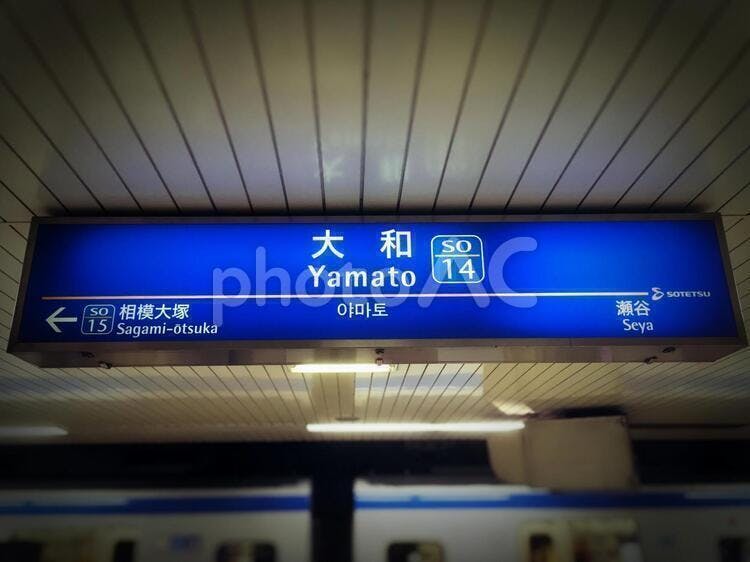 大和 SO 14
Yamato
SOTETSU
← SO 15 相模大塚 야마토 瀬谷
Sagami-ōtsuka Seya
photoAC